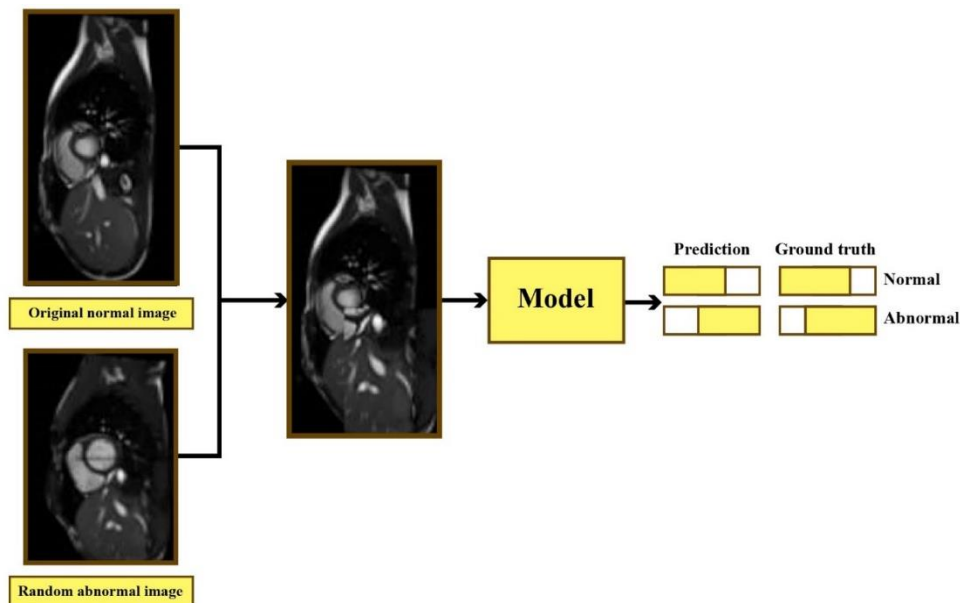 Original normal image
Random abnormal image
Model
Prediction Ground truth
Normal
Abnormal